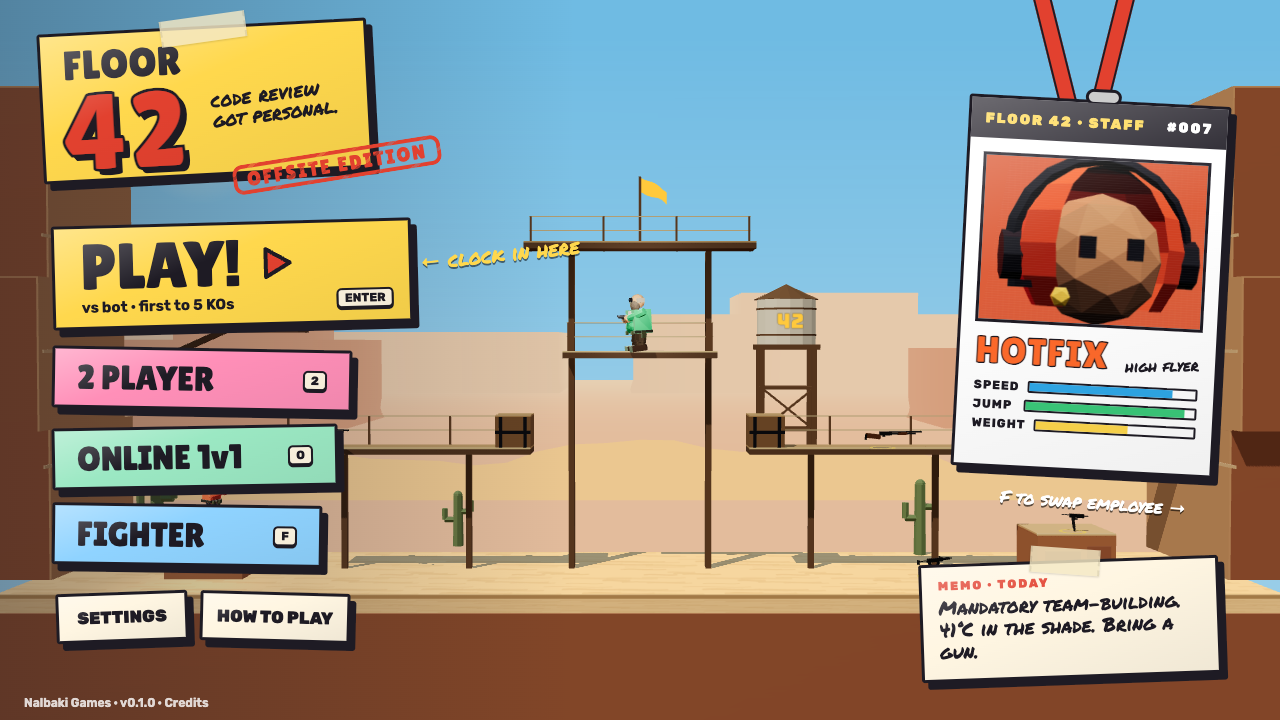 FLOOR
42
CODE REVIEW
GOT PERSONAL.
OFFSITE EDITION
PLAY!
vs bot • first to 5 KOs
ENTER
← CLOCK IN HERE
2 PLAYER
2
ONLINE 1v1
O
FIGHTER
F
SETTINGS
HOW TO PLAY
Nalbaki Games • v0.1.0 • Credits
42
FLOOR 42 • STAFF
#007
HOTFIX
HIGH FLYER
SPEED
JUMP
WEIGHT
F TO SWAP EMPLOYEE →
MEMO • TODAY
MANDATORY TEAM-BUILDING.
41°C IN THE SHADE. BRING A
GUN.